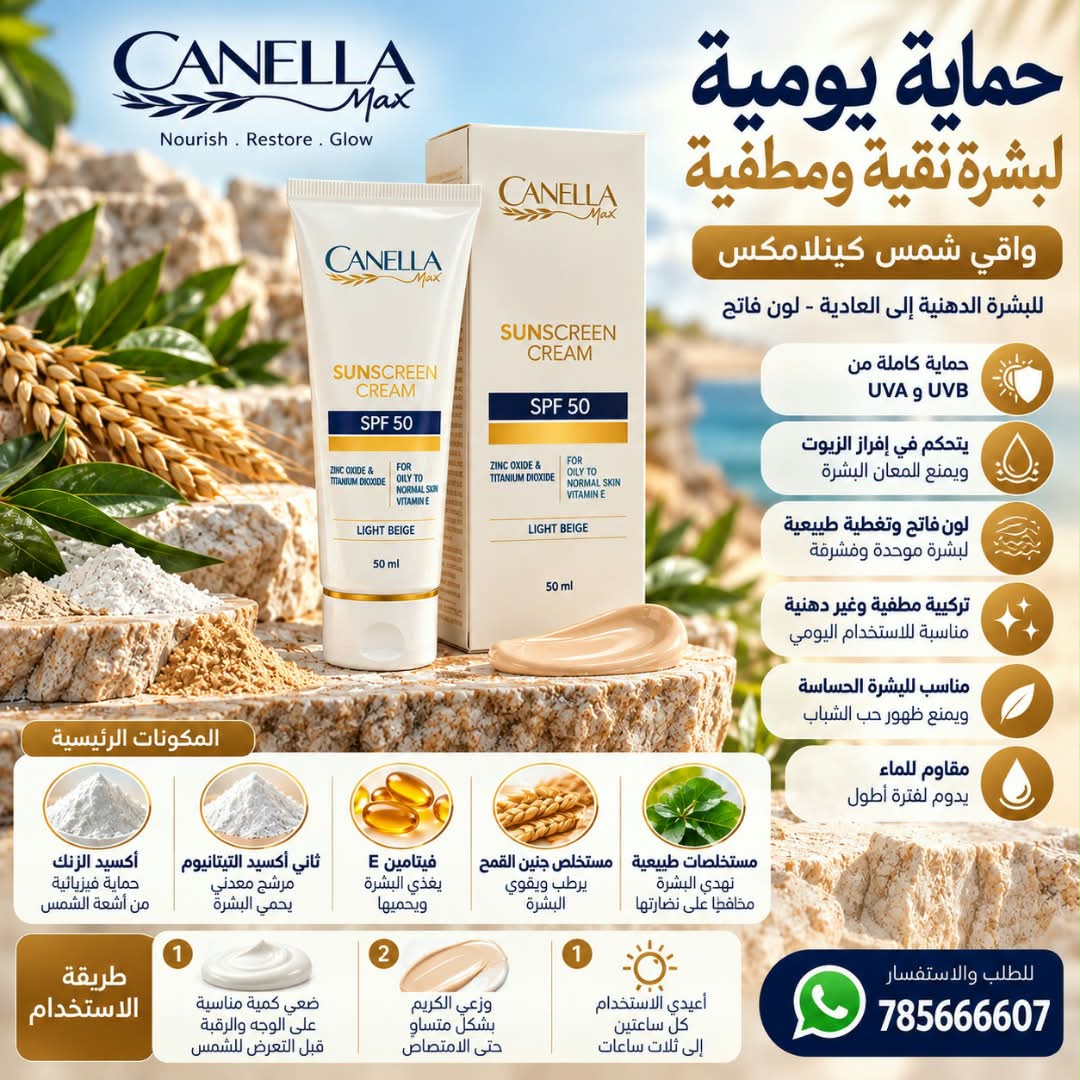 CANELLA
Max
Nourish . Restore . Glow
حماية يومية
لبشرة نقية ومطفية
واقي شمس كينلامكس
للبشرة الدهنية إلى العادية - لون فاتح
CANELLA
Max
SUNSCREEN
CREAM
SPF 50
ZINC OXIDE &
TITANIUM DIOXIDE
FOR
OILY TO
NORMAL SKIN
VITAMIN E
LIGHT BEIGE
50 ml
CANELLA
Max
SUNSCREEN
CREAM
SPF 50
ZINC OXIDE &
TITANIUM DIOXIDE
FOR
OILY TO
NORMAL SKIN
VITAMIN E
LIGHT BEIGE
50 ml
حماية كاملة من
UVA و UVB
يتحكم في إفراز الزيوت
ويمنع لمعان البشرة
لون فاتح وتغطية طبيعية
لبشرة موحدة ومشرقة
تركيبة مطفية وغير دهنية
مناسبة للاستخدام اليومي
مناسب للبشرة الحساسة
ويمنع ظهور حب الشباب
مقاوم للماء
يدوم لفترة أطول
المكونات الرئيسية
مستخلصات طبيعية
تهدي البشرة
محافظا على نضارتها
مستخلص جنين القمح
يرطب ويقوي
البشرة
فيتامين E
يغذي البشرة
ويحميها
ثاني أكسيد التيتانيوم
مرشح معدني
يحمي البشرة
أكسيد الزنك
حماية فيزيائية
من أشعة الشمس
طريقة
الاستخدام
1
ضعي كمية مناسبة
على الوجه والرقبة
قبل التعرض للشمس
2
وزعي الكريم
بشكل متساو
حتى الامتصاص
1
أعيدي الاستخدام
كل ساعتين
إلى ثلاث ساعات
للطلب والاستفسار
785666607